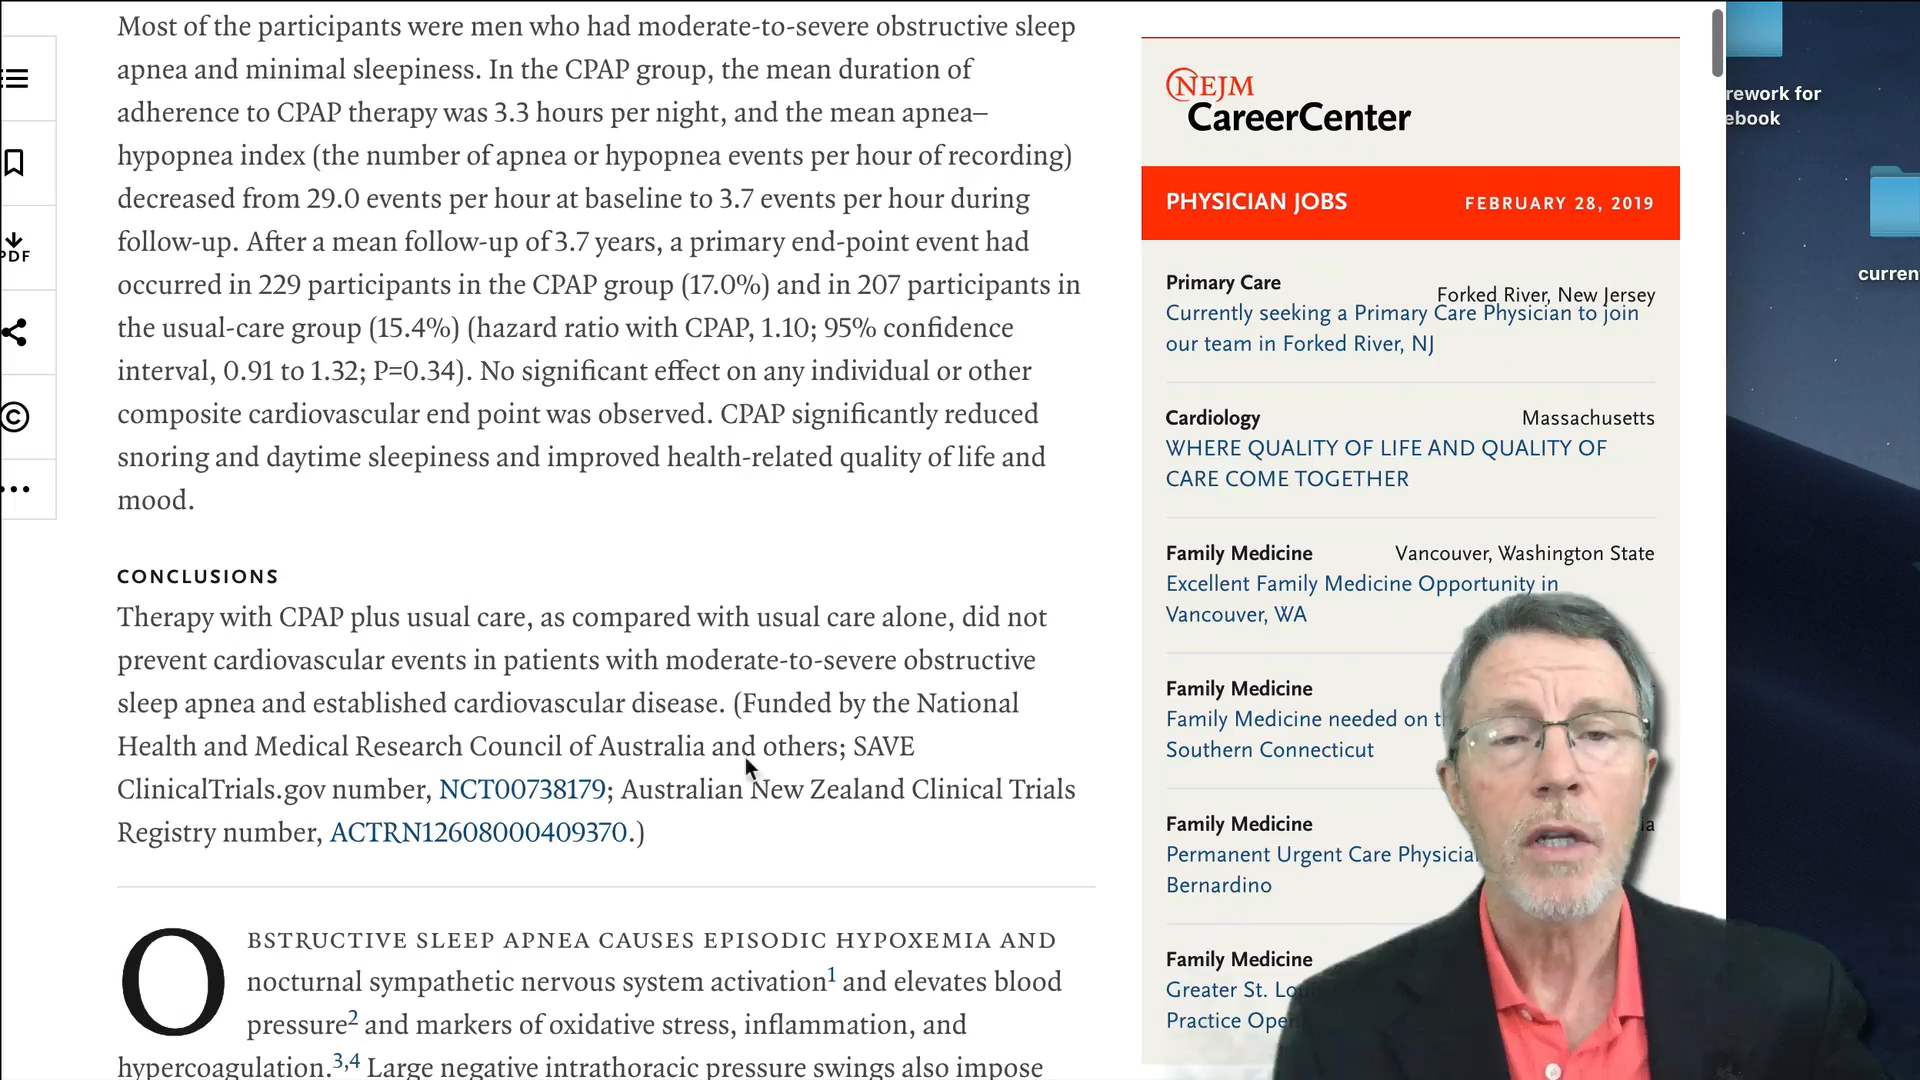 Most of the participants were men who had moderate-to-severe obstructive sleep
apnea and minimal sleepiness. In the CPAP group, the mean duration of
adherence to CPAP therapy was 3.3 hours per night, and the mean apnea–
hypopnea index (the number of apnea or hypopnea events per hour of recording)
decreased from 29.0 events per hour at baseline to 3.7 events per hour during
follow-up. After a mean follow-up of 3.7 years, a primary end-point event had
occurred in 229 participants in the CPAP group (17.0%) and in 207 participants in
the usual-care group (15.4%) (hazard ratio with CPAP, 1.10; 95% confidence
interval, 0.91 to 1.32; P=0.34). No significant effect on any individual or other
composite cardiovascular end point was observed. CPAP significantly reduced
snoring and daytime sleepiness and improved health-related quality of life and
mood.
CONCLUSIONS
Therapy with CPAP plus usual care, as compared with usual care alone, did not
prevent cardiovascular events in patients with moderate-to-severe obstructive
sleep apnea and established cardiovascular disease. (Funded by the National
Health and Medical Research Council of Australia and others; SAVE
ClinicalTrials.gov number, NCT00738179; Australian New Zealand Clinical Trials
Registry number, ACTRN12608000409370.)
OBSTRUCTIVE SLEEP APNEA CAUSES EPISODIC HYPOXEMIA AND
nocturnal sympathetic nervous system activation1 and elevates blood
pressure2 and markers of oxidative stress, inflammation, and
hypercoagulation.3,4 Large negative intrathoracic pressure swings also impose
PDF
NEJM
CareerCenter
PHYSICIAN JOBS FEBRUARY 28, 2019
Primary Care Forked River, New Jersey
Currently seeking a Primary Care Physician to join
our team in Forked River, NJ
Cardiology Massachusetts
WHERE QUALITY OF LIFE AND QUALITY OF
CARE COME TOGETHER
Family Medicine Vancouver, Washington State
Excellent Family Medicine Opportunity in
Vancouver, WA
Family Medicine
Family Medicine needed on
Southern Connecticut
Family Medicine
Permanent Urgent Care
Bernardino
Family Medicine
Greater St.
Practice
rework for
ebook
curren